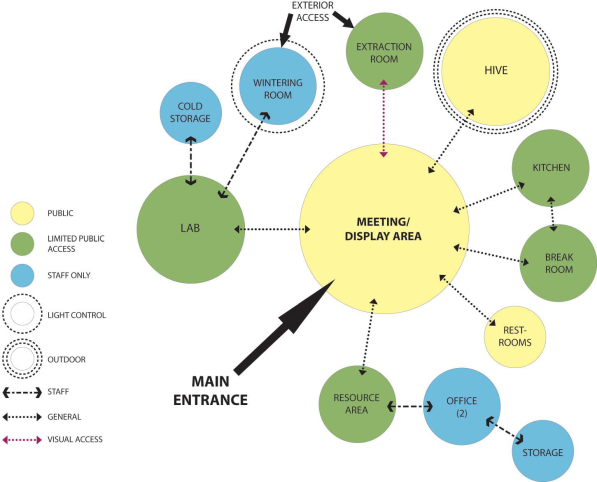 EXTERIOR
ACCESS
EXTRACTION
ROOM
HIVE
WINTERING
ROOM
COLD
STORAGE
KITCHEN
LAB
MEETING/
DISPLAY AREA
BREAK
ROOM
REST-
ROOMS
MAIN
ENTRANCE
RESOURCE
AREA
OFFICE
(2)
STORAGE
PUBLIC
LIMITED PUBLIC
ACCESS
STAFF ONLY
LIGHT CONTROL
OUTDOOR
STAFF
GENERAL
VISUAL ACCESS